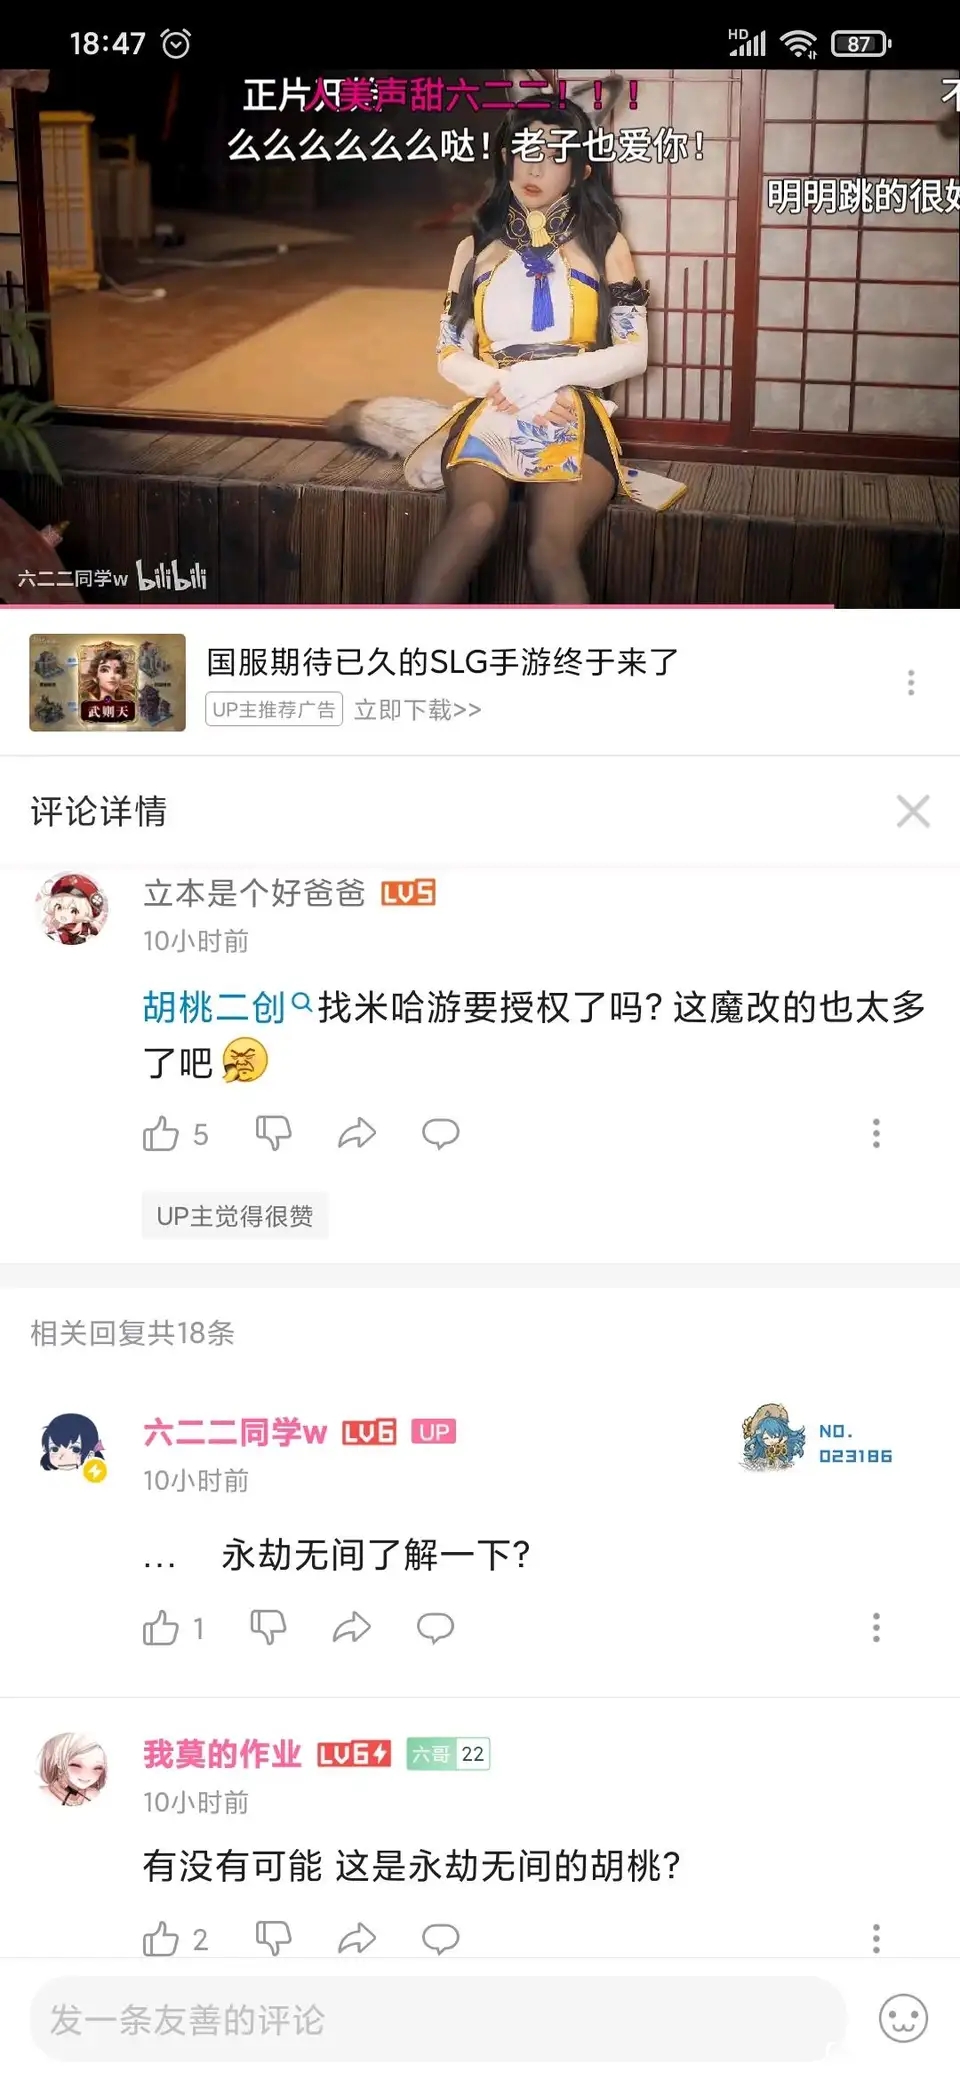 18:47
HD
87
正片
人美声甜六二二！！！
么么么么么么哒！老子也爱你！
明明跳的很
六二二同学w bilibili
武则天
国服期待已久的SLG手游终于来了
UP主推荐广告 立即下载>>
评论详情
立本是个好爸爸 LV5
10小时前
胡桃二创找米哈游要授权了吗？这魔改的也太多
了吧
5
UP主觉得很赞
相关回复共18条
六二二同学w LV6 UP
NO.
023186
10小时前
... 永劫无间了解一下？
1
我莫的作业 LV6 六哥 22
10小时前
有没有可能 这是永劫无间的胡桃？
2
发一条友善的评论